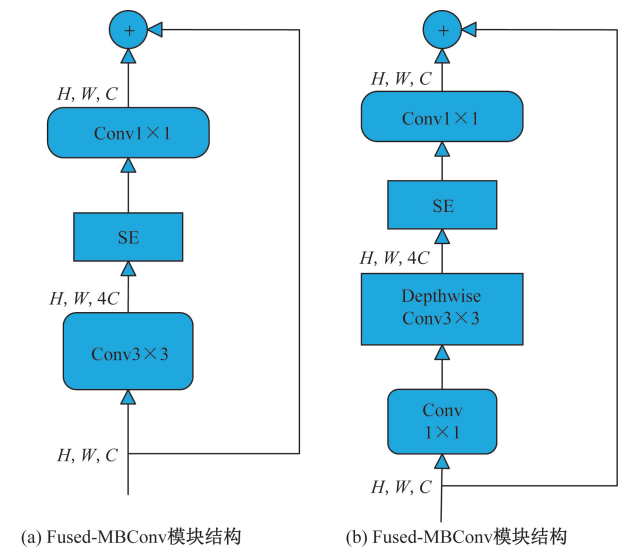 +
H, W, C
Conv1×1
SE
H, W, 4C
Conv3×3
H, W, C
(a) Fused-MBConv模块结构
+
H, W, C
Conv1×1
SE
H, W, 4C
Depthwise
Conv3×3
Conv
1×1
H, W, C
(b) Fused-MBConv模块结构